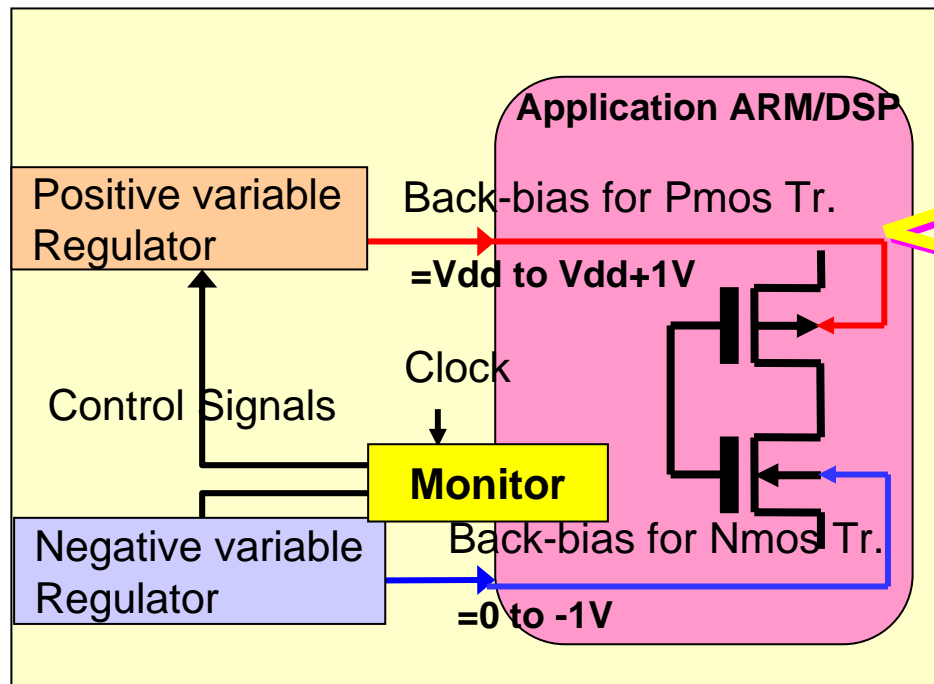 Application ARM/DSP
Positive variable
Regulator
Back-bias for Pmos Tr.
=Vdd to Vdd+1V
Clock
Control Signals
Monitor
Negative variable
Regulator
Back-bias for Nmos Tr.
=0 to -1V